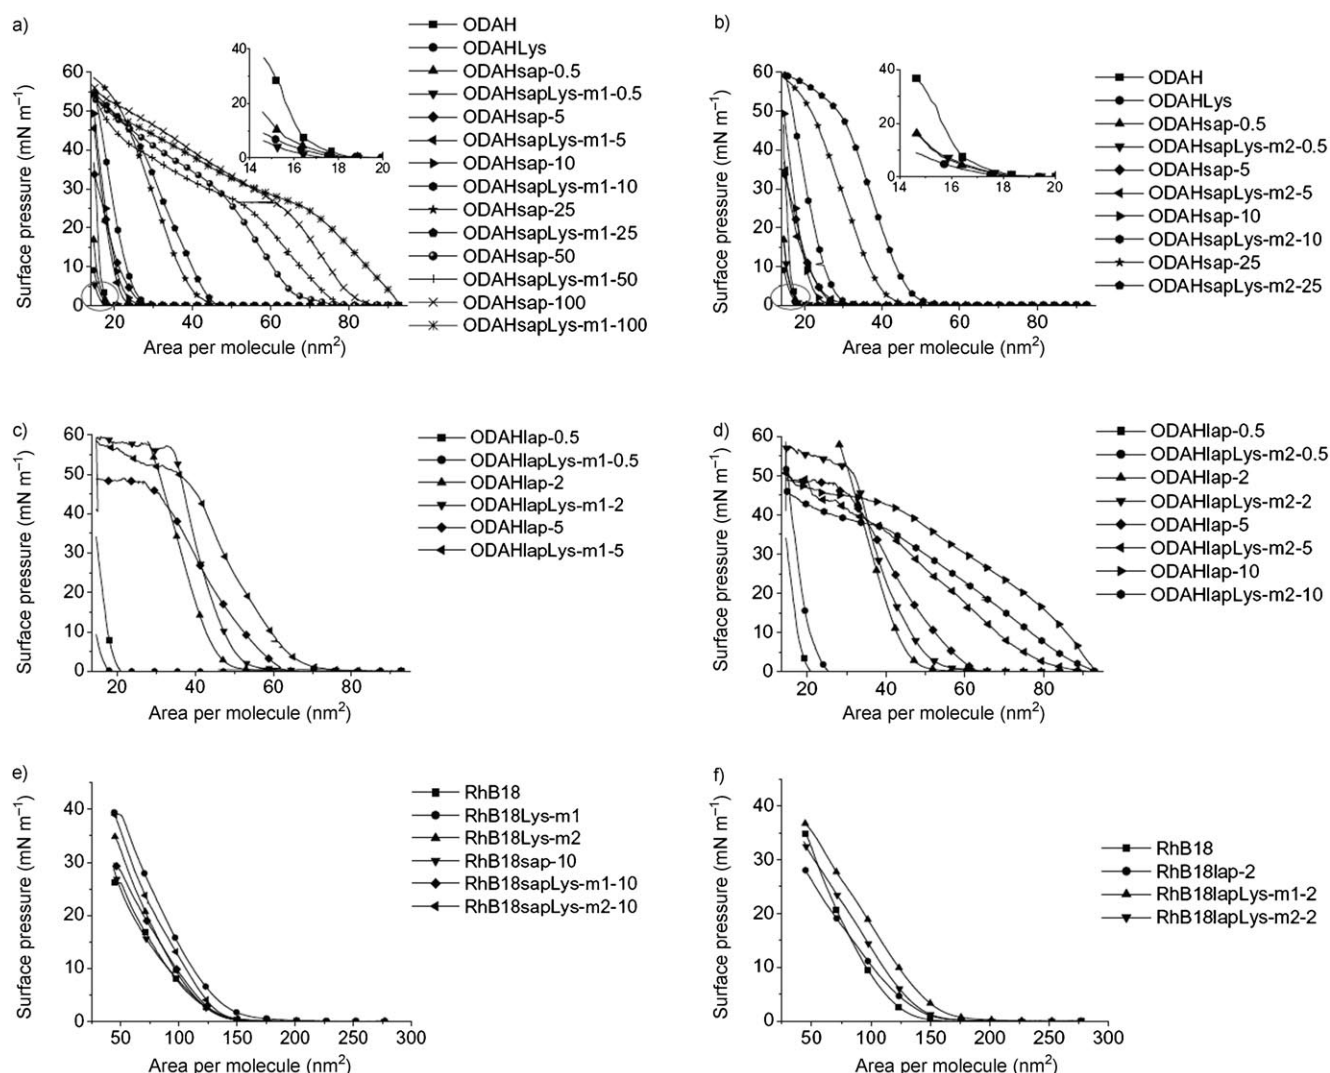 a)
ODAH
ODAHLys
ODAHsap-0.5
ODAHsapLys-m1-0.5
ODAHsap-5
ODAHsapLys-m1-5
ODAHsap-10
ODAHsapLys-m1-10
ODAHsap-25
ODAHsapLys-m1-25
ODAHsap-50
ODAHsapLys-m1-50
ODAHsap-100
ODAHsapLys-m1-100
Surface pressure (mN m⁻¹)
60
50
40
30
20
10
0
20 40 60 80
Area per molecule (nm²)
40
20
0
14 16 18 20
b)
ODAH
ODAHLys
ODAHsap-0.5
ODAHsapLys-m2-0.5
ODAHsap-5
ODAHsapLys-m2-5
ODAHsap-10
ODAHsapLys-m2-10
ODAHsap-25
ODAHsapLys-m2-25
Surface pressure (mN m⁻¹)
60
50
40
30
20
10
0
20 40 60 80
Area per molecule (nm²)
40
20
0
14 16 18 20
c)
ODAHlap-0.5
ODAHlapLys-m1-0.5
ODAHlap-2
ODAHlapLys-m1-2
ODAHlap-5
ODAHlapLys-m1-5
Surface pressure (mN m⁻¹)
60
50
40
30
20
10
0
20 40 60 80
Area per molecule (nm²)
d)
ODAHlap-0.5
ODAHlapLys-m2-0.5
ODAHlap-2
ODAHlapLys-m2-2
ODAHlap-5
ODAHlapLys-m2-5
ODAHlap-10
ODAHlapLys-m2-10
Surface pressure (mN m⁻¹)
60
50
40
30
20
10
0
20 40 60 80
Area per molecule (nm²)
e)
RhB18
RhB18Lys-m1
RhB18Lys-m2
RhB18sap-10
RhB18sapLys-m1-10
RhB18sapLys-m2-10
Surface pressure (mN m⁻¹)
40
30
20
10
0
50 100 150 200 250 300
Area per molecule (nm²)
f)
RhB18
RhB18lap-2
RhB18lapLys-m1-2
RhB18lapLys-m2-2
Surface pressure (mN m⁻¹)
40
30
20
10
0
50 100 150 200 250 300
Area per molecule (nm²)